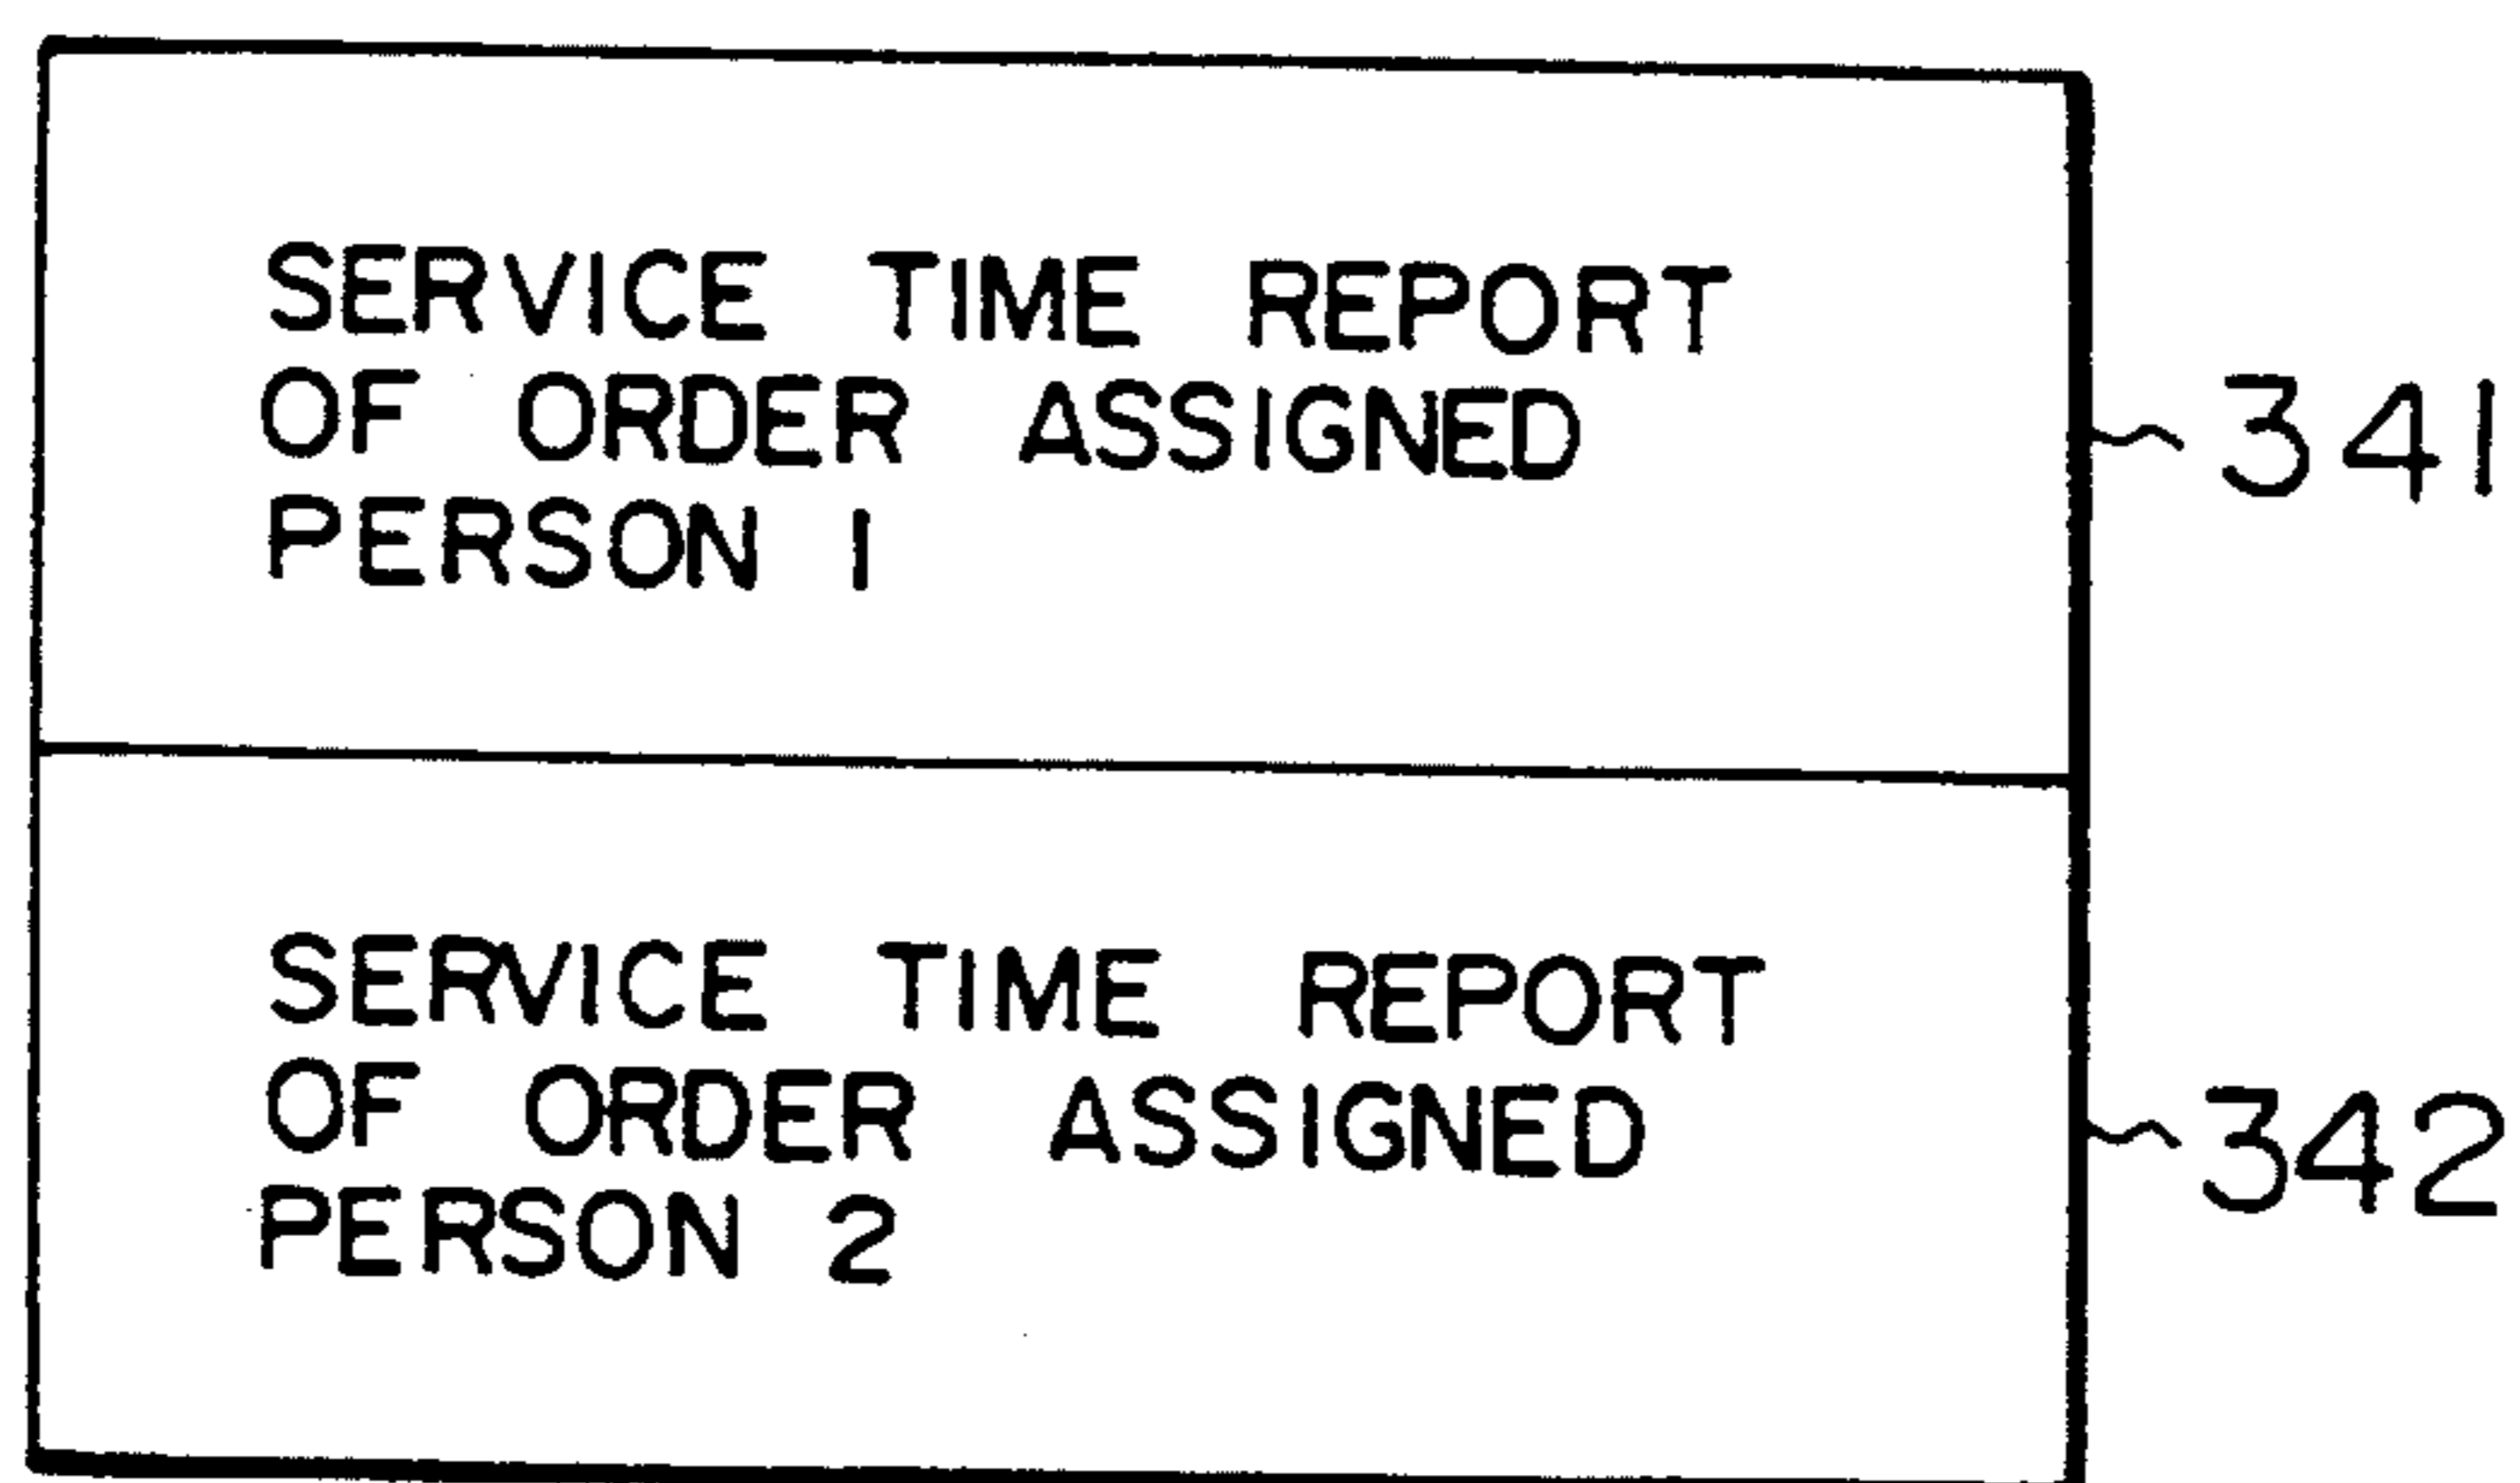 SERVICE TIME REPORT
OF ORDER ASSIGNED
PERSON 1
341
SERVICE TIME REPORT
OF ORDER ASSIGNED
PERSON 2
342